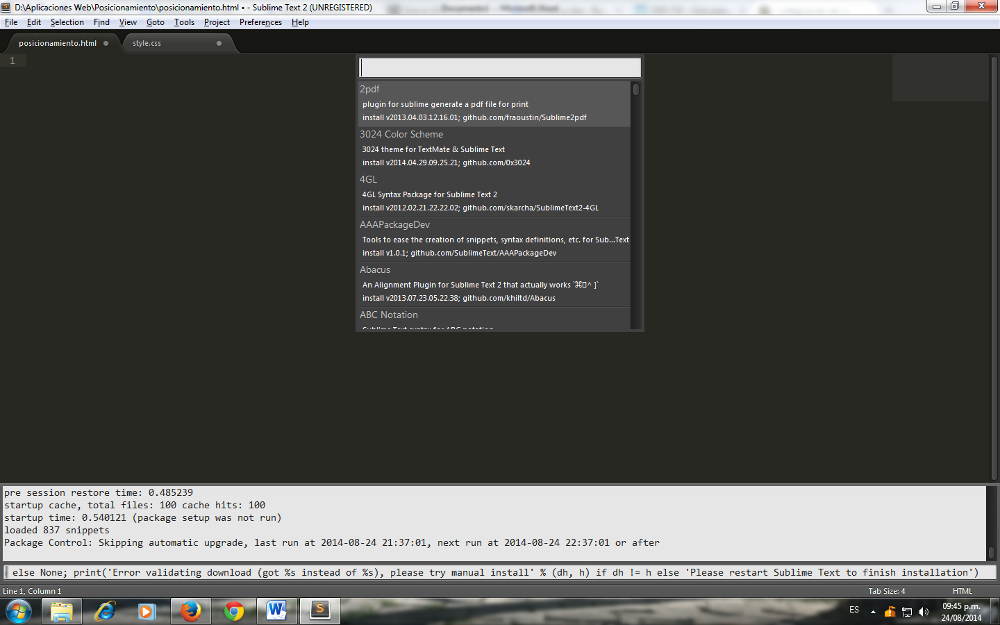 D:\Aplicaciones Web\Posicionamiento\posicionamiento.html • - Sublime Text 2 (UNREGISTERED)
File Edit Selection Find View Goto Tools Project Preferences Help
posicionamiento.html style.css
1
2pdf
plugin for sublime generate a pdf file for print
install v2013.04.03.12.16.01; github.com/fraoustin/Sublime2pdf
3024 Color Scheme
3024 theme for TextMate & Sublime Text
install v2014.04.29.09.25.21; github.com/0x3024
4GL
4GL Syntax Package for Sublime Text 2
install v2012.02.21.22.22.02; github.com/skarcha/SublimeText2-4GL
AAAPackageDev
Tools to ease the creation of snippets, syntax definitions, etc. for Sub...Text
install v1.0.1; github.com/SublimeText/AAAPackageDev
Abacus
An Alignment Plugin for Sublime Text 2 that actually works `⌘▯^ ]`
install v2013.07.23.05.22.38; github.com/khiltd/Abacus
ABC Notation
Sublime Text syntax for ABC notation
pre session restore time: 0.485239
startup cache, total files: 100 cache hits: 100
startup time: 0.540121 (package setup was not run)
loaded 837 snippets
Package Control: Skipping automatic upgrade, last run at 2014-08-24 21:37:01, next run at 2014-08-24 22:37:01 or after
else None; print('Error validating download (got %s instead of %s), please try manual install' % (dh, h) if dh != h else 'Please restart Sublime Text to finish installation')
Line 1, Column 1 Tab Size: 4 HTML
ES 09:45 p.m.
24/08/2014